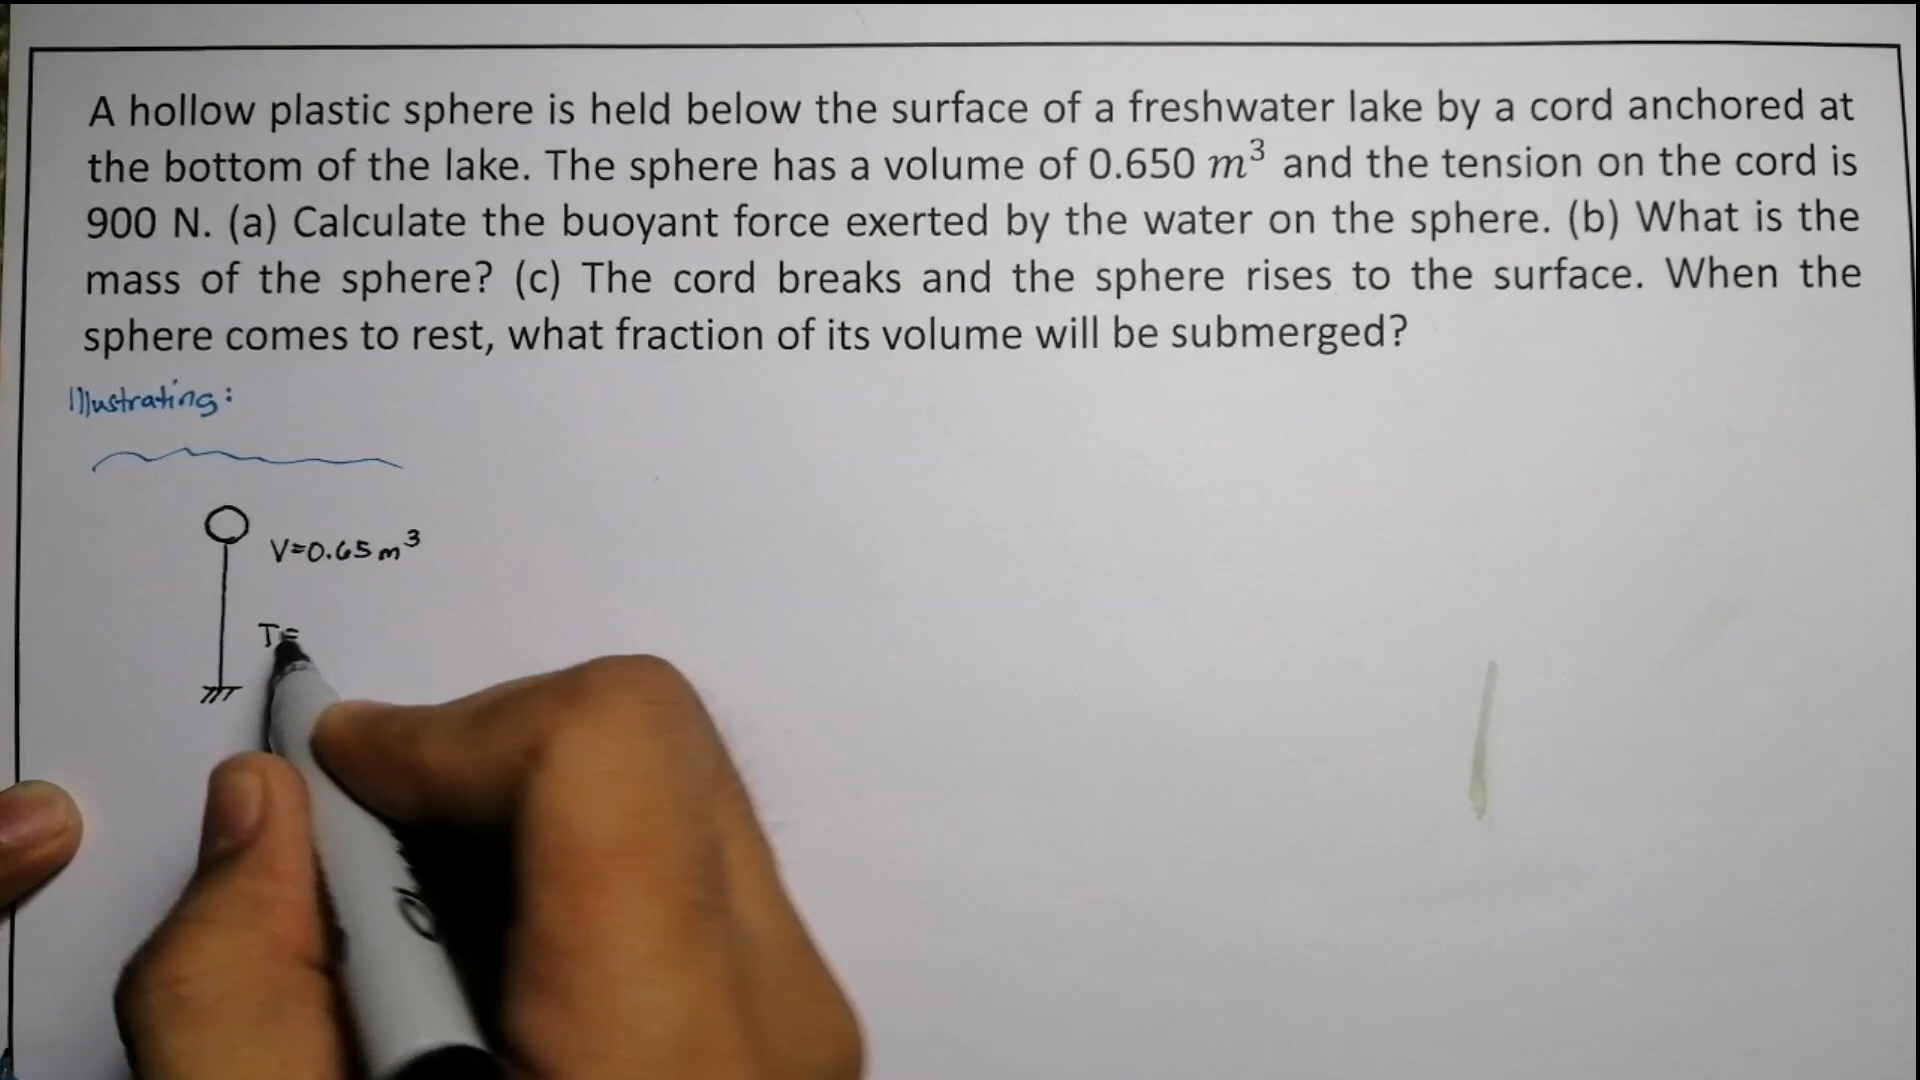 A hollow plastic sphere is held below the surface of a freshwater lake by a cord anchored at
the bottom of the lake. The sphere has a volume of 0.650 m³ and the tension on the cord is
900 N. (a) Calculate the buoyant force exerted by the water on the sphere. (b) What is the
mass of the sphere? (c) The cord breaks and the sphere rises to the surface. When the
sphere comes to rest, what fraction of its volume will be submerged?
Illustrating:
V=0.65m³
T=